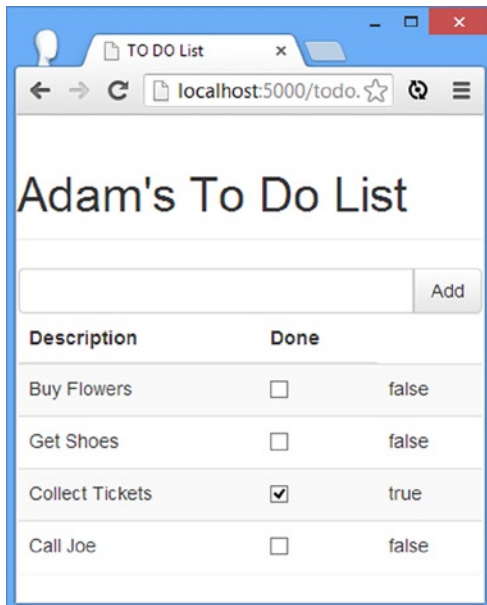 TO DO List
localhost:5000/todo.
Adam's To Do List
Add
Description Done
Buy Flowers false
Get Shoes false
Collect Tickets true
Call Joe false